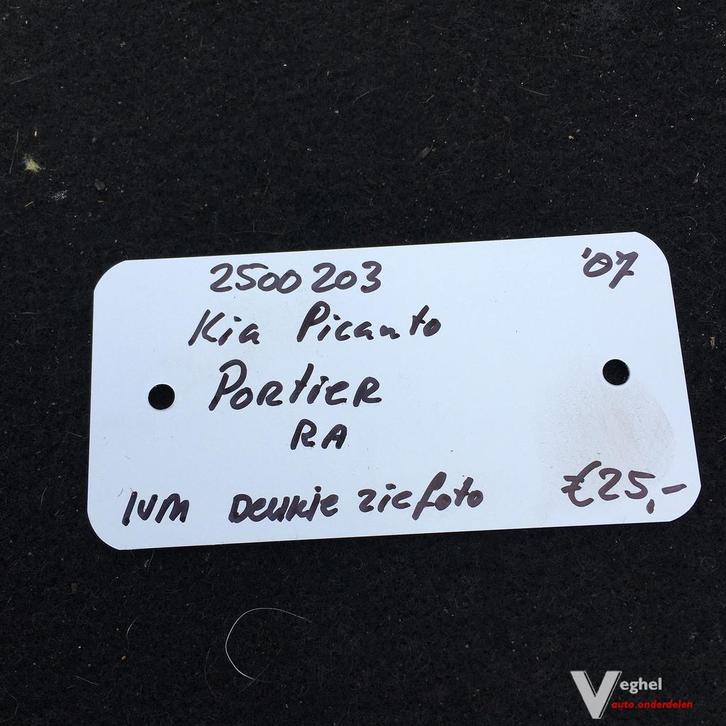 2500203 '07
Kia Picanto
PORtiER
RA
IVM DEUKJE zie foto €25,-
Veghel
auto onderdelen